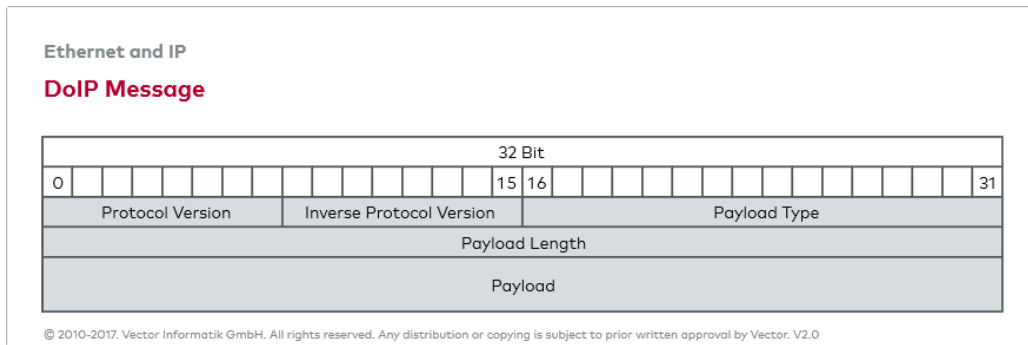 Ethernet and IP
DoIP Message
32 Bit
0 15 16 31
Protocol Version Inverse Protocol Version Payload Type
Payload Length
Payload
© 2010-2017. Vector Informatik GmbH. All rights reserved. Any distribution or copying is subject to prior written approval by Vector. V2.0